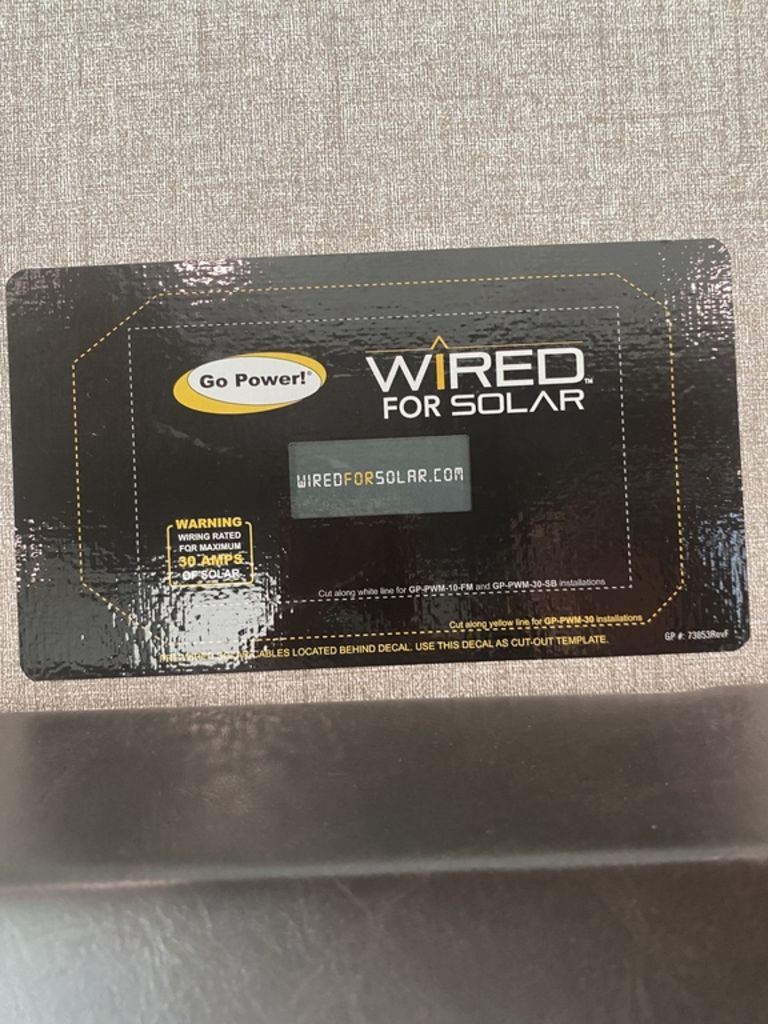 Go Power!®
WIRED™
FOR SOLAR
WIREDFORSOLAR.COM
WARNING
WIRING RATED
FOR MAXIMUM
30 AMPS
OF SOLAR
Cut along white line for GP-PWM-10-FM and GP-PWM-30-SB installations
Cut along yellow line for GP-PWM-30 installations
CABLES LOCATED BEHIND DECAL. USE THIS DECAL AS CUT-OUT TEMPLATE.
GP #: 73853RevF